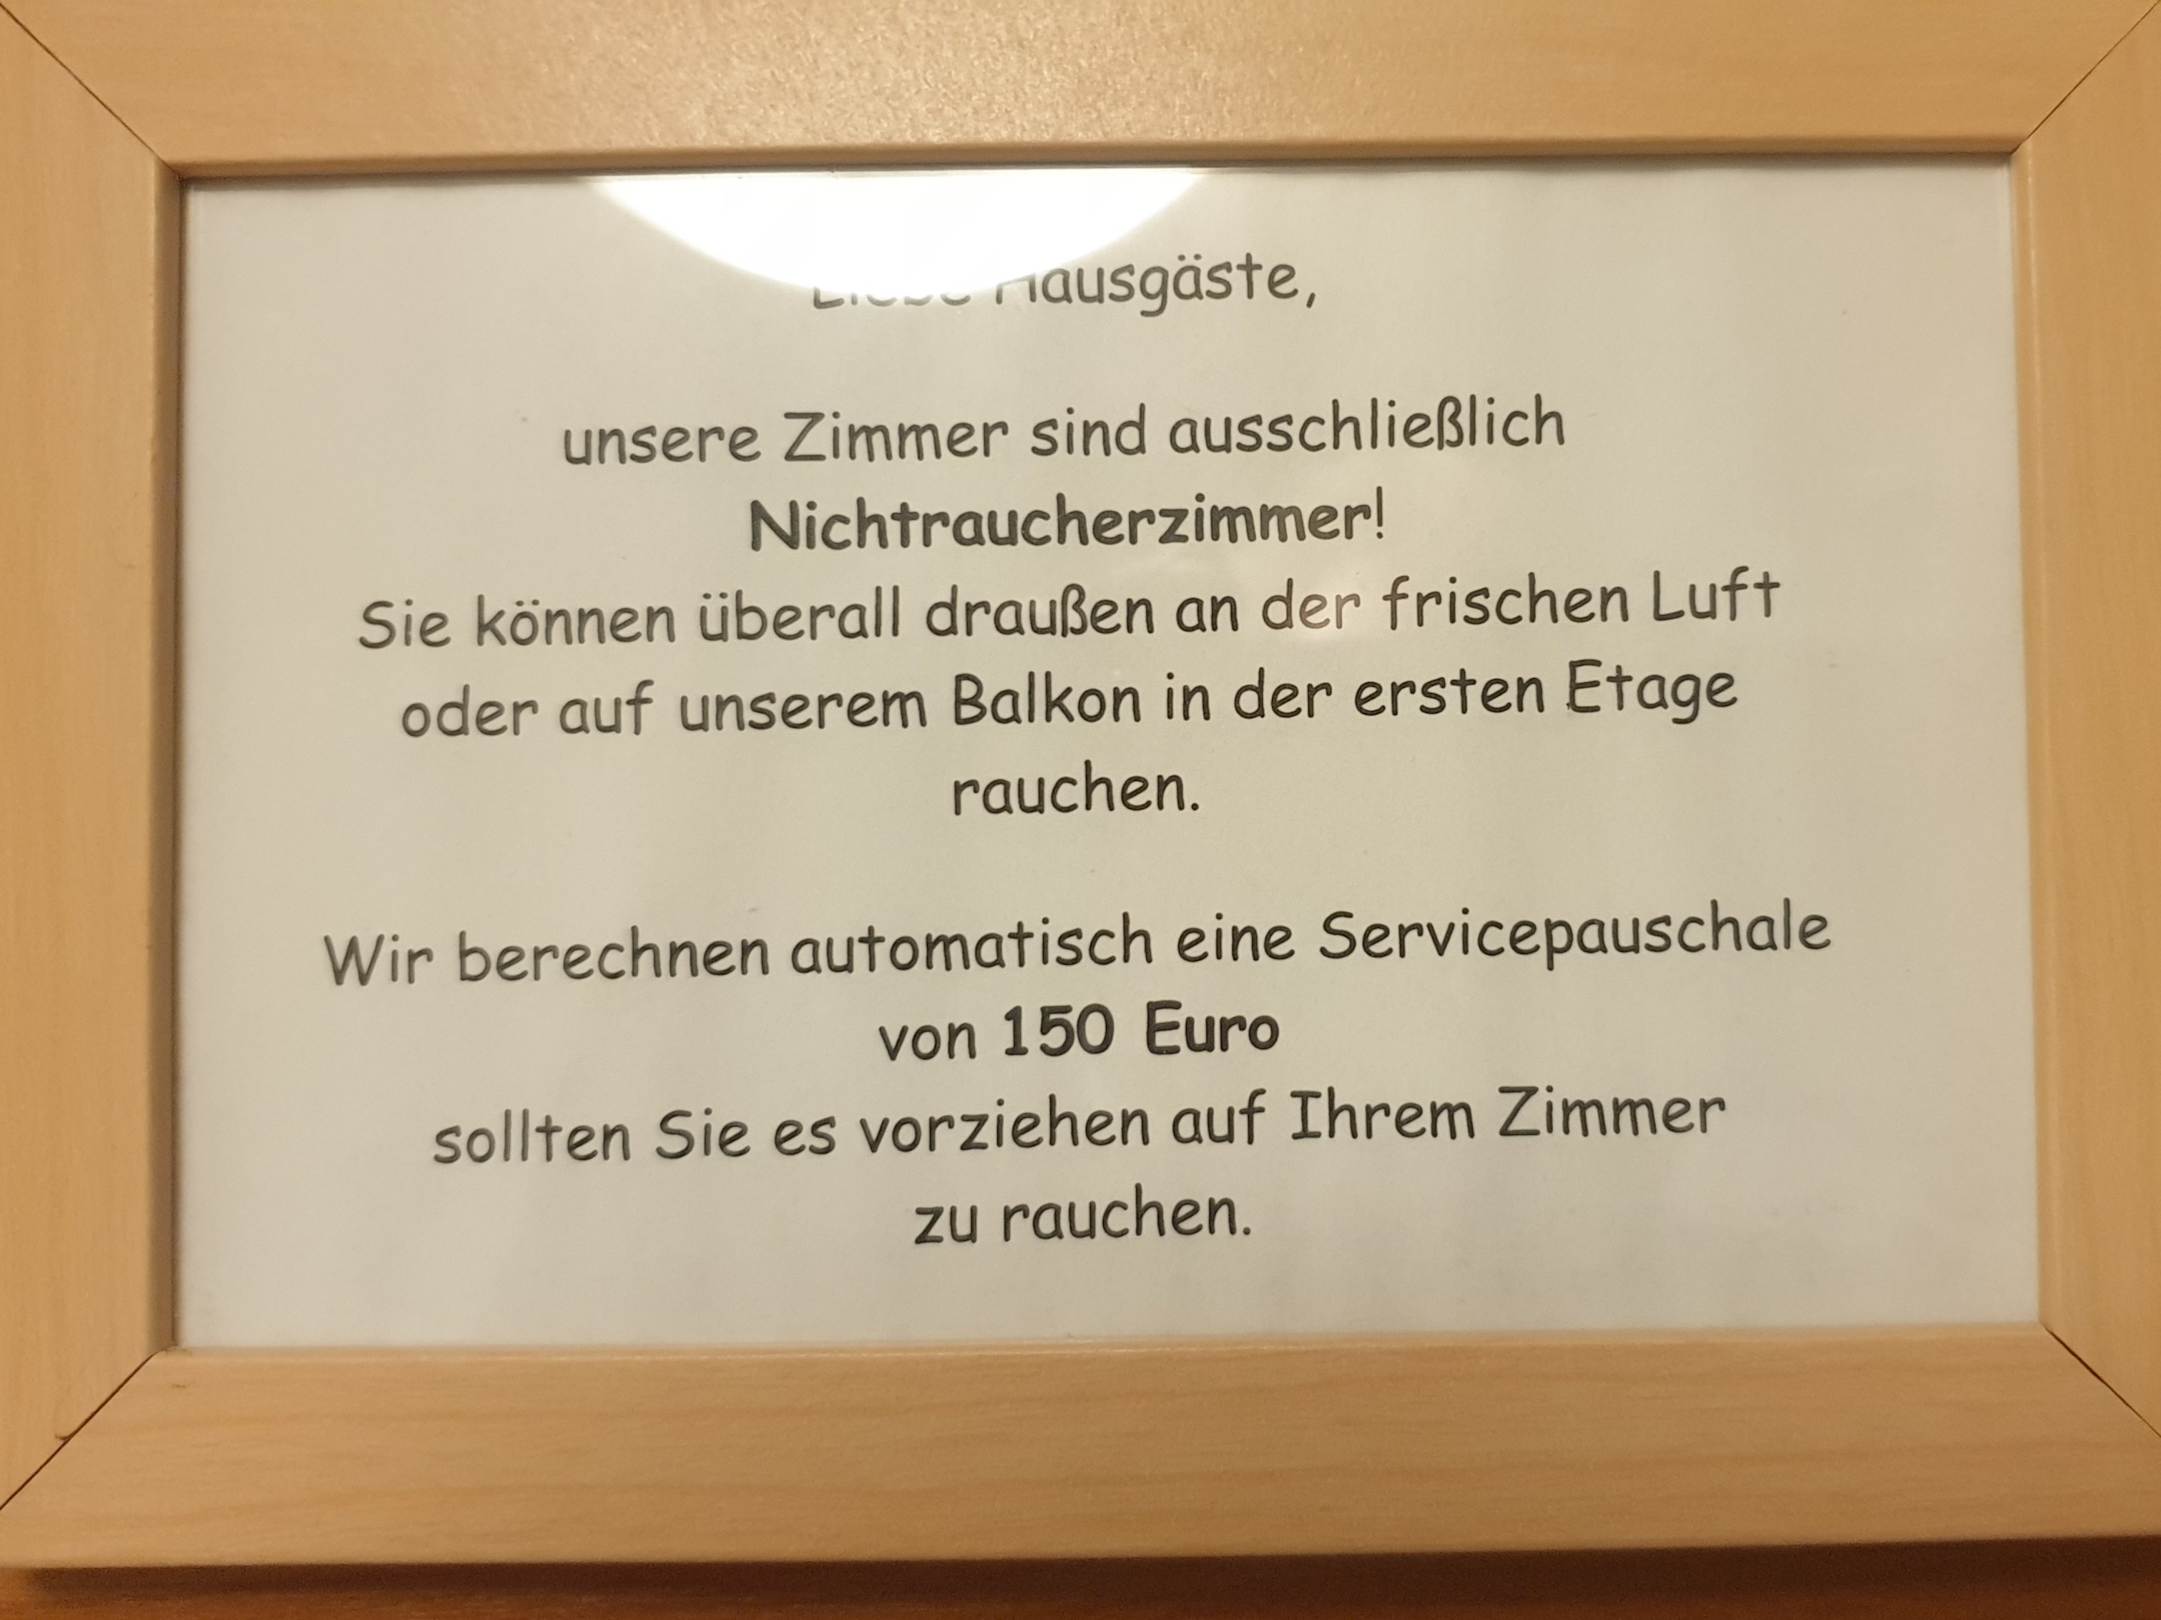 Liebe Hausgäste,
unsere Zimmer sind ausschließlich
Nichtraucherzimmer!
Sie können überall draußen an der frischen Luft
oder auf unserem Balkon in der ersten Etage
rauchen.
Wir berechnen automatisch eine Servicepauschale
von 150 Euro
sollten Sie es vorziehen auf Ihrem Zimmer
zu rauchen.